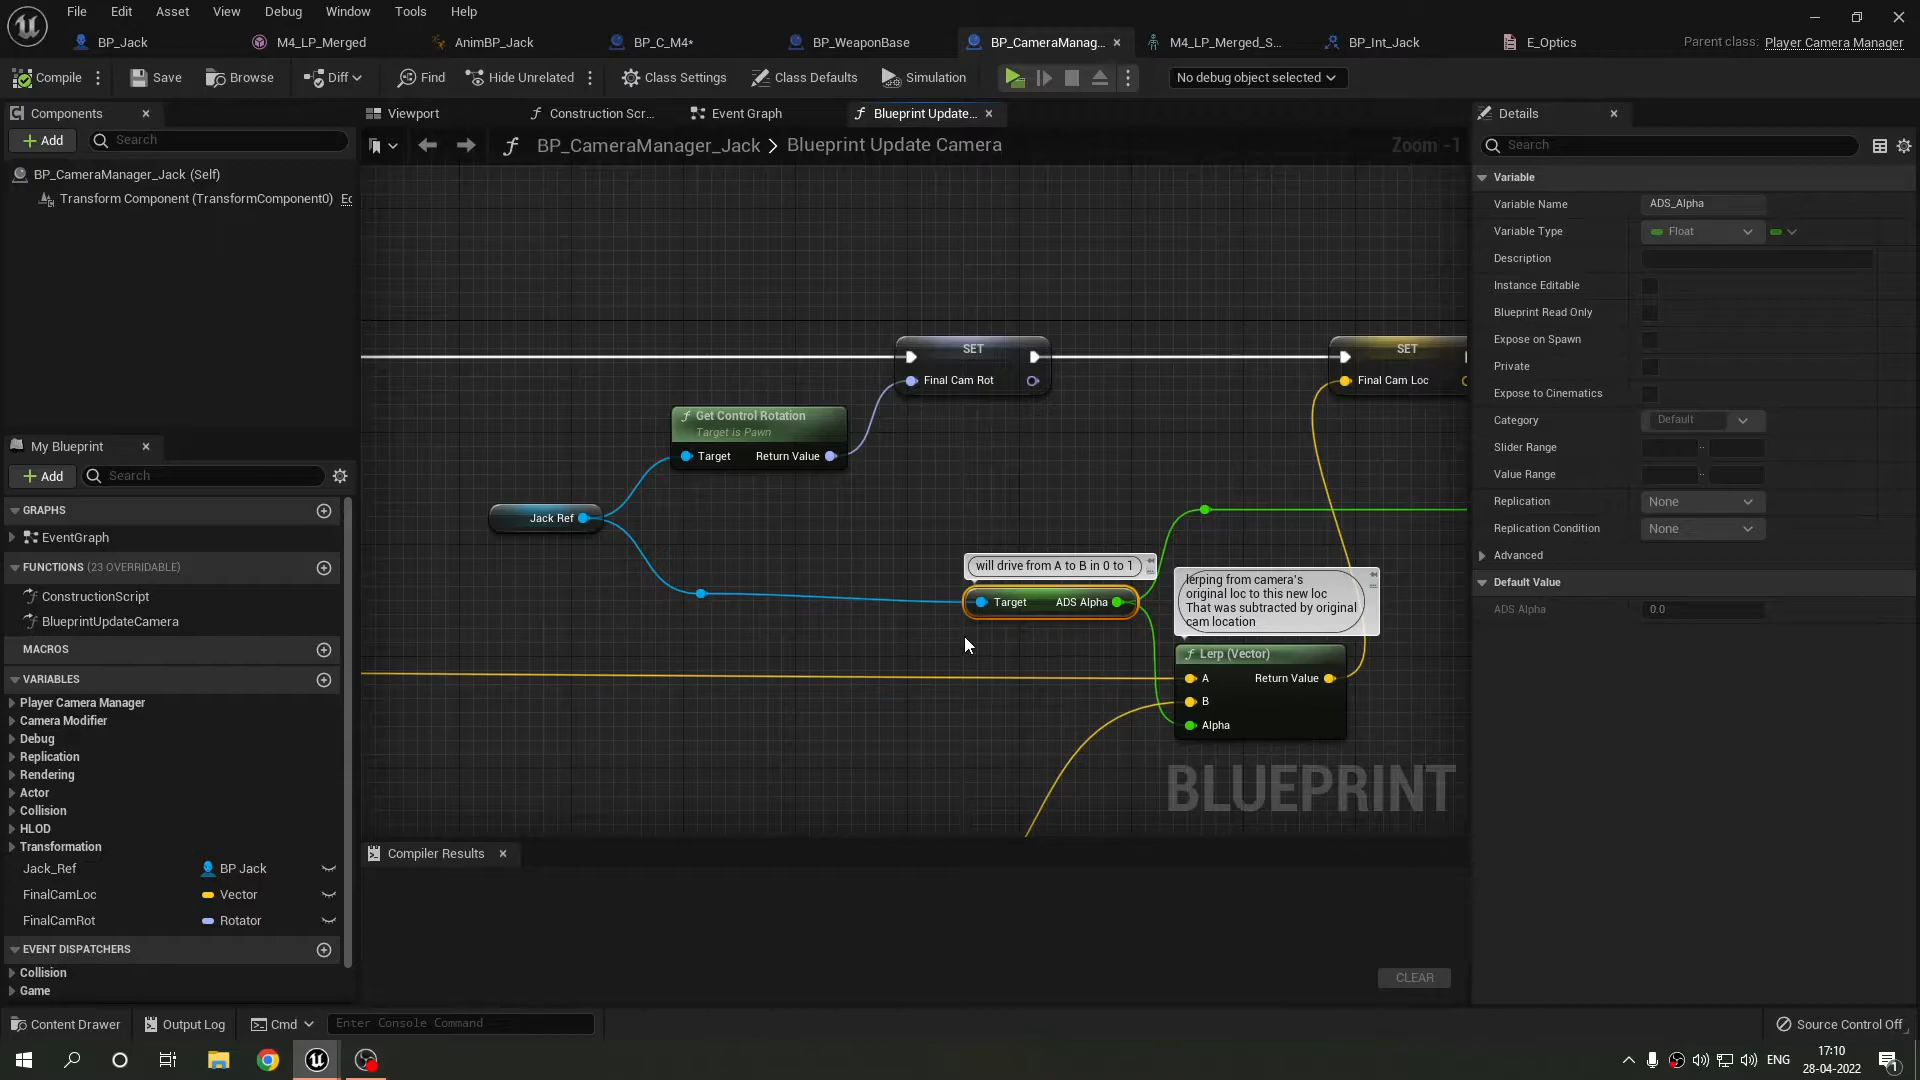 File Edit Asset View Debug Window Tools Help
BP_Jack M4_LP_Merged AnimBP_Jack BP_C_M4* BP_WeaponBase BP_CameraManag... M4_LP_Merged_S... BP_Int_Jack E_Optics Parent class: Player Camera Manager
Compile Save Browse Diff Find Hide Unrelated Class Settings Class Defaults Simulation No debug object selected
Components
Add Search
BP_CameraManager_Jack (Self)
Transform Component (TransformComponent0)
My Blueprint
Add Search
GRAPHS
EventGraph
FUNCTIONS (23 OVERRIDABLE)
ConstructionScript
BlueprintUpdateCamera
MACROS
VARIABLES
Player Camera Manager
Camera Modifier
Debug
Replication
Rendering
Actor
Collision
HLOD
Transformation
Jack_Ref BP Jack
FinalCamLoc Vector
FinalCamRot Rotator
EVENT DISPATCHERS
Collision
Game
Viewport Construction Scr... Event Graph Blueprint Update...
BP_CameraManager_Jack > Blueprint Update Camera Zoom -1
SET
Final Cam Rot
SET
Final Cam Loc
Get Control Rotation
Target is Pawn
Target Return Value
Jack Ref
will drive from A to B in 0 to 1
Target ADS Alpha
lerping from camera's
original loc to this new loc
That was subtracted by original
cam location
Lerp (Vector)
A Return Value
B
Alpha
BLUEPRINT
Compiler Results
CLEAR
Details
Search
Variable
Variable Name ADS_Alpha
Variable Type Float
Description
Instance Editable
Blueprint Read Only
Expose on Spawn
Private
Expose to Cinematics
Category Default
Slider Range
Value Range
Replication None
Replication Condition None
Advanced
Default Value
ADS Alpha 0.0
Content Drawer Output Log Cmd Enter Console Command Source Control Off
ENG 17:10
28-04-2022
1